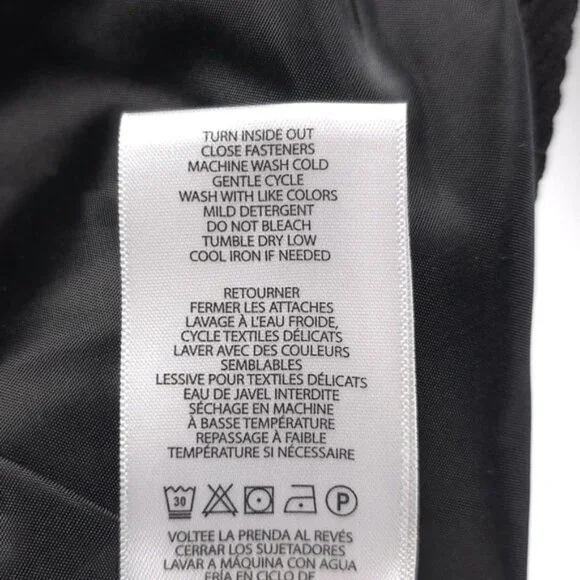 TURN INSIDE OUT
CLOSE FASTENERS
MACHINE WASH COLD
GENTLE CYCLE
WASH WITH LIKE COLORS
MILD DETERGENT
DO NOT BLEACH
TUMBLE DRY LOW
COOL IRON IF NEEDED
RETOURNER
FERMER LES ATTACHES
LAVAGE À L'EAU FROIDE,
CYCLE TEXTILES DÉLICATS
LAVER AVEC DES COULEURS
SEMBLABLES
LESSIVE POUR TEXTILES DÉLICATS
EAU DE JAVEL INTERDITE
SÉCHAGE EN MACHINE
À BASSE TEMPÉRATURE
REPASSAGE À FAIBLE
TEMPÉRATURE SI NÉCESSAIRE
30 P
VOLTEE LA PRENDA AL REVÉS
CERRAR LOS SUJETADORES
LAVAR A MÁQUINA CON AGUA
FRÍA EN CICLO DE